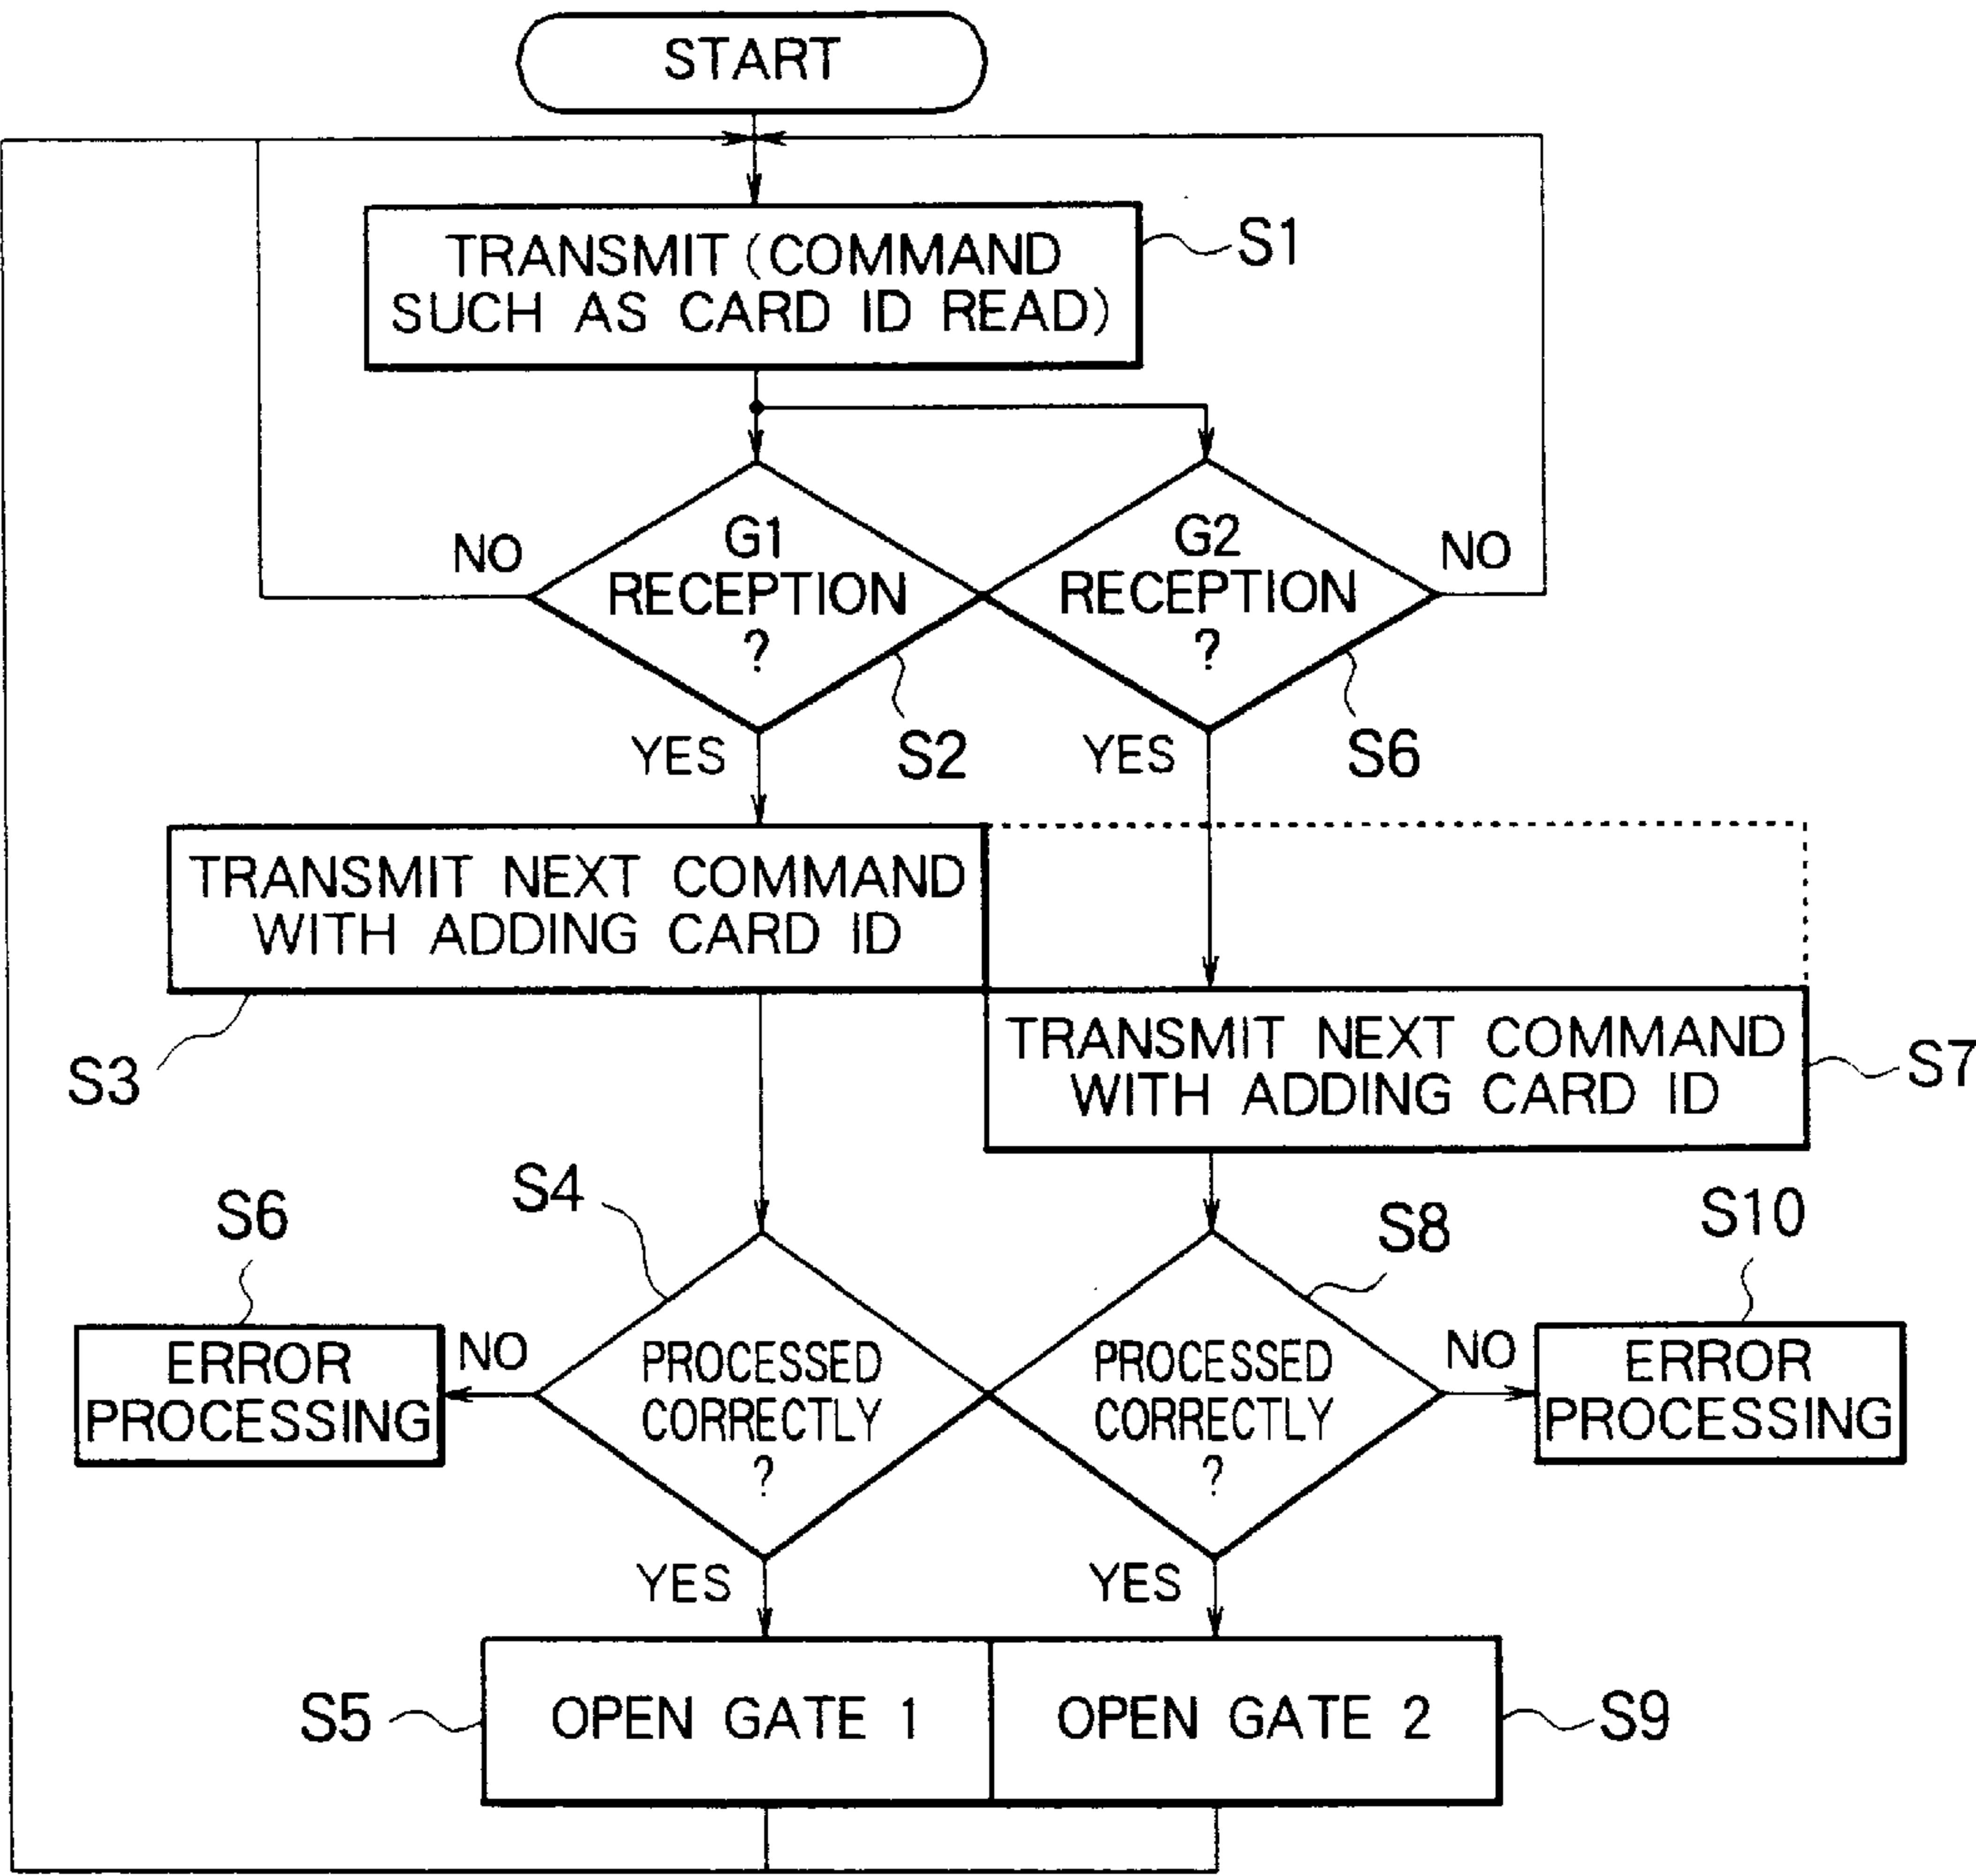 START
TRANSMIT (COMMAND
SUCH AS CARD ID READ)
S1
NO
G1
RECEPTION
?
G2
RECEPTION
?
NO
YES
S2
YES
S6
TRANSMIT NEXT COMMAND
WITH ADDING CARD ID
S3
TRANSMIT NEXT COMMAND
WITH ADDING CARD ID
S7
S6
S4
S8
S10
ERROR
PROCESSING
NO
PROCESSED
CORRECTLY
?
PROCESSED
CORRECTLY
?
NO
ERROR
PROCESSING
YES
YES
S5
OPEN GATE 1
OPEN GATE 2
S9